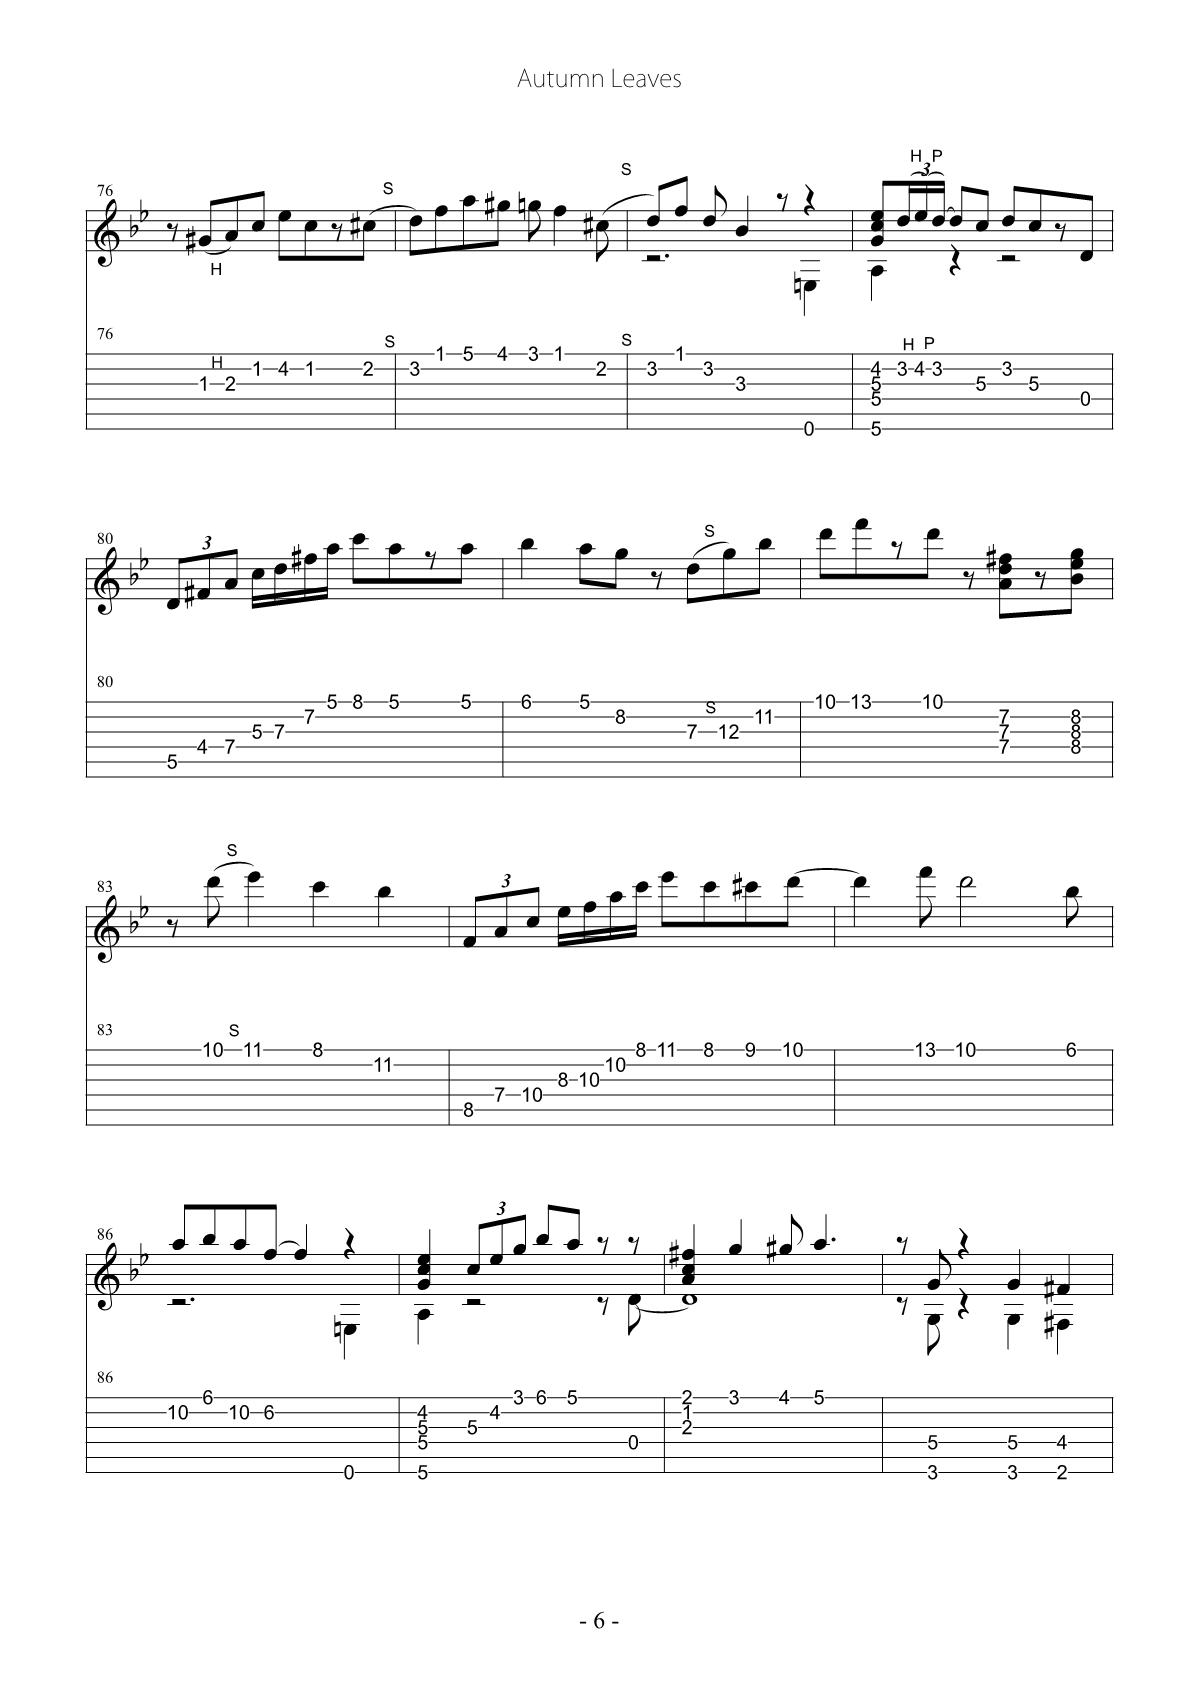 Autumn Leaves
76 H S S H P 3
76 H S S H P
1 2 1 4 1 2 3 1 5 4 3 1 2 3 1 3 3 0 4 5 5 5 3 4 3 5 3 5 0
80 3 S
80 S
5 4 7 5 7 7 5 8 5 5 6 5 8 7 12 11 10 13 10 7 7 7 8 8 8
83 S 3
83 S
10 11 8 11 8 7 10 8 10 10 8 11 8 9 10 13 10 6
86 3
86
10 6 10 6 0 4 5 5 5 5 4 3 6 5 0 2 1 2 3 4 5 5 3 5 3 4 2
- 6 -